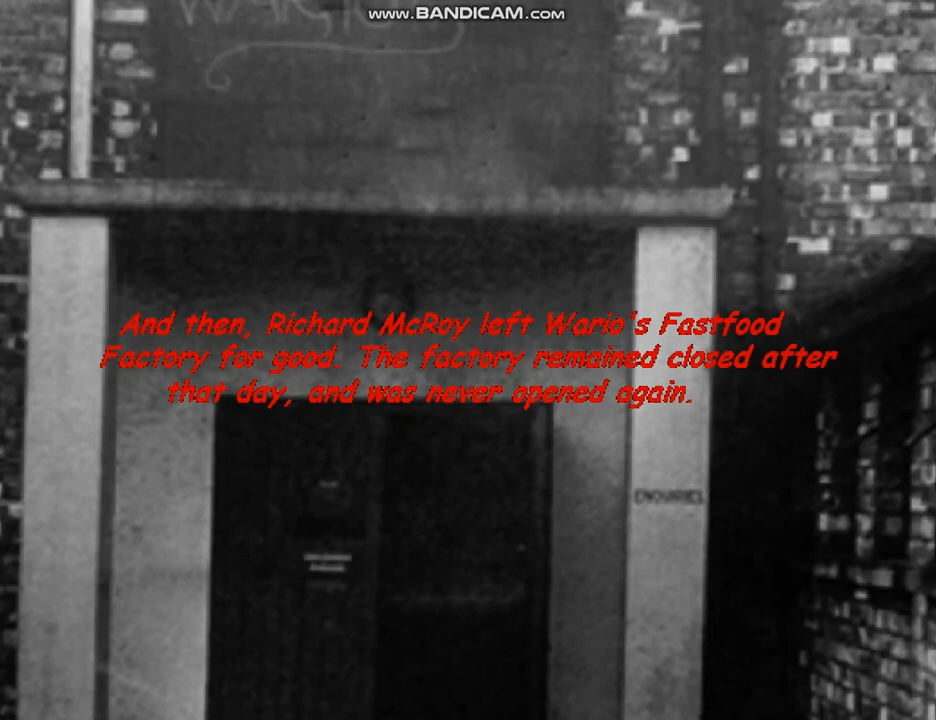 www.BANDICAM.com
And then, Richard McRoy left Wario's Fastfood
Factory for good. The factory remained closed after
that day, and was never opened again.
ENQUIRIES